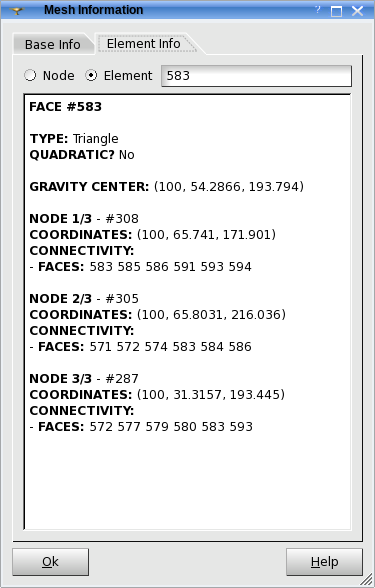 Mesh Information
?
Base Info
Element Info
Node
Element
583
FACE #583
TYPE: Triangle
QUADRATIC? No
GRAVITY CENTER: (100, 54.2866, 193.794)
NODE 1/3 - #308
COORDINATES: (100, 65.741, 171.901)
CONNECTIVITY:
- FACES: 583 585 586 591 593 594
NODE 2/3 - #305
COORDINATES: (100, 65.8031, 216.036)
CONNECTIVITY:
- FACES: 571 572 574 583 584 586
NODE 3/3 - #287
COORDINATES: (100, 31.3157, 193.445)
CONNECTIVITY:
- FACES: 572 577 579 580 583 593
Ok
Help